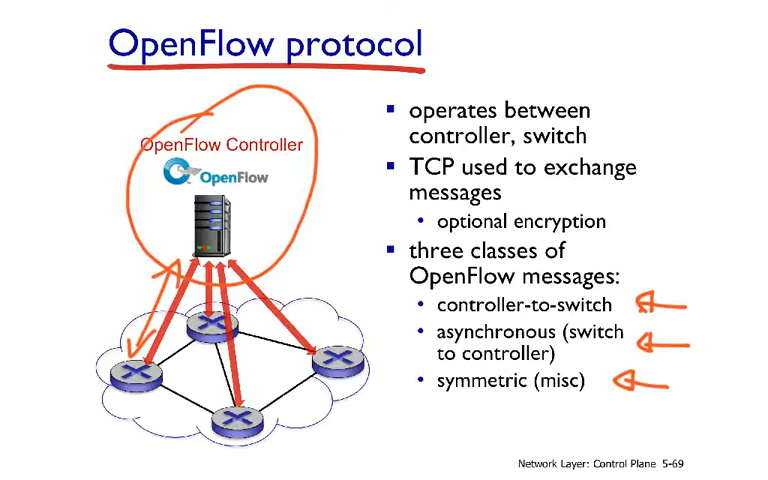 OpenFlow protocol
OpenFlow Controller
OpenFlow
▪ operates between
controller, switch
▪ TCP used to exchange
messages
• optional encryption
▪ three classes of
OpenFlow messages:
• controller-to-switch
• asynchronous (switch
to controller)
• symmetric (misc)
Network Layer: Control Plane 5-69